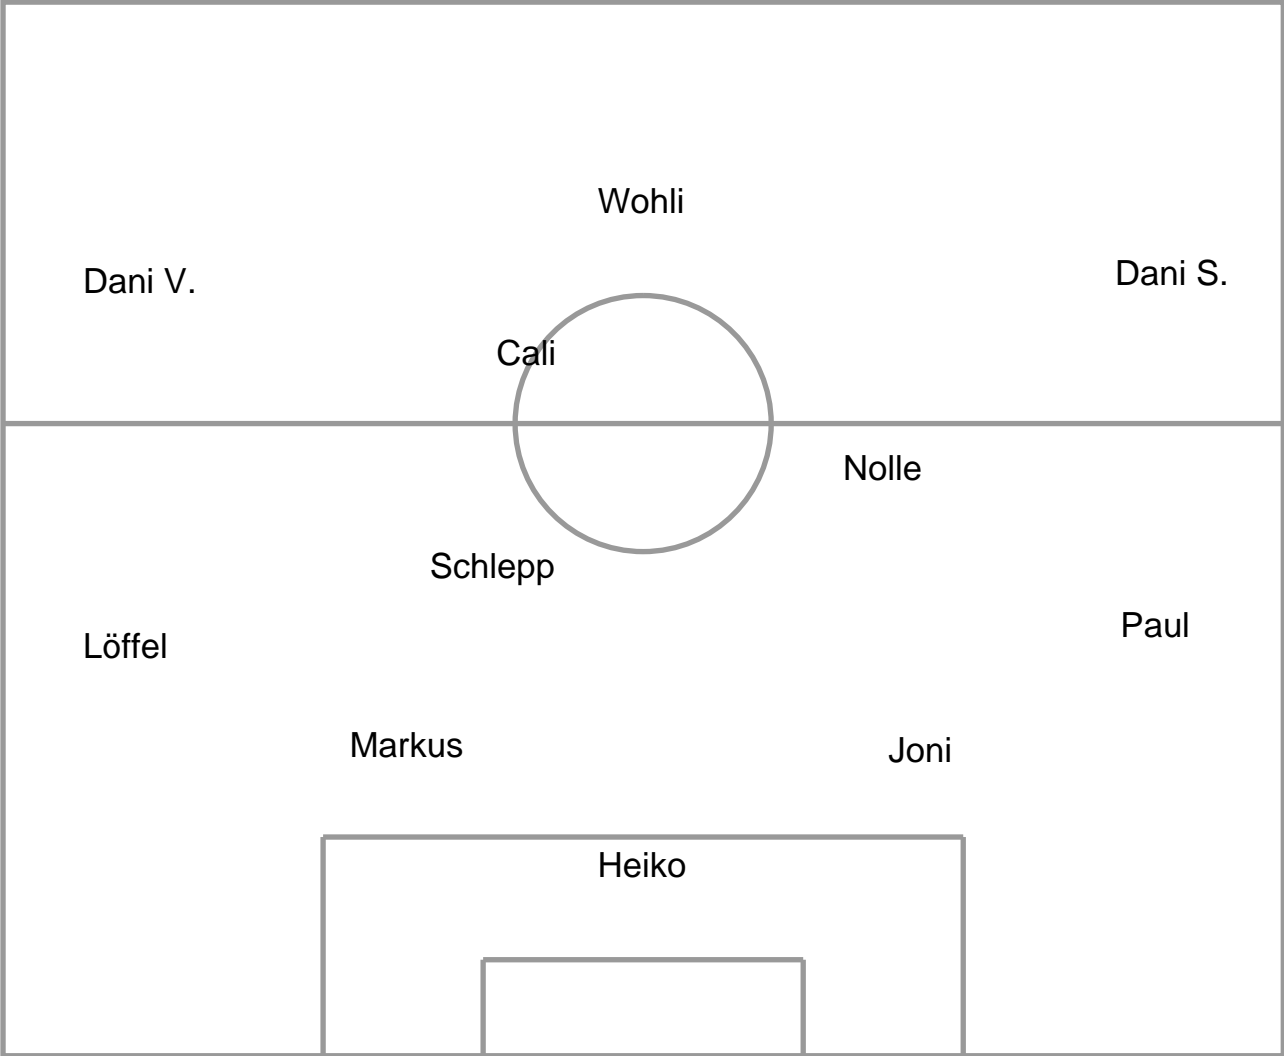 Wohli
Dani V.
Dani S.
Cali
Nolle
Schlepp
Löffel
Paul
Markus
Joni
Heiko